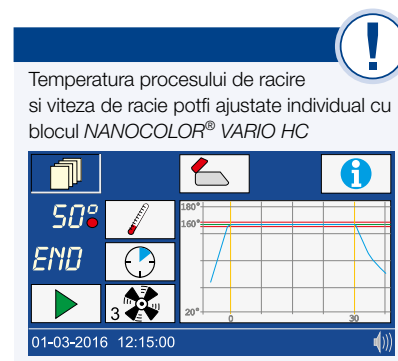 !
Temperatura procesului de racire
si viteza de racie potfi ajustate individual cu
blocul NANOCOLOR® VARIO HC
i
50°
END
3
180°
160°
20°
0 30
01-03-2016 12:15:00